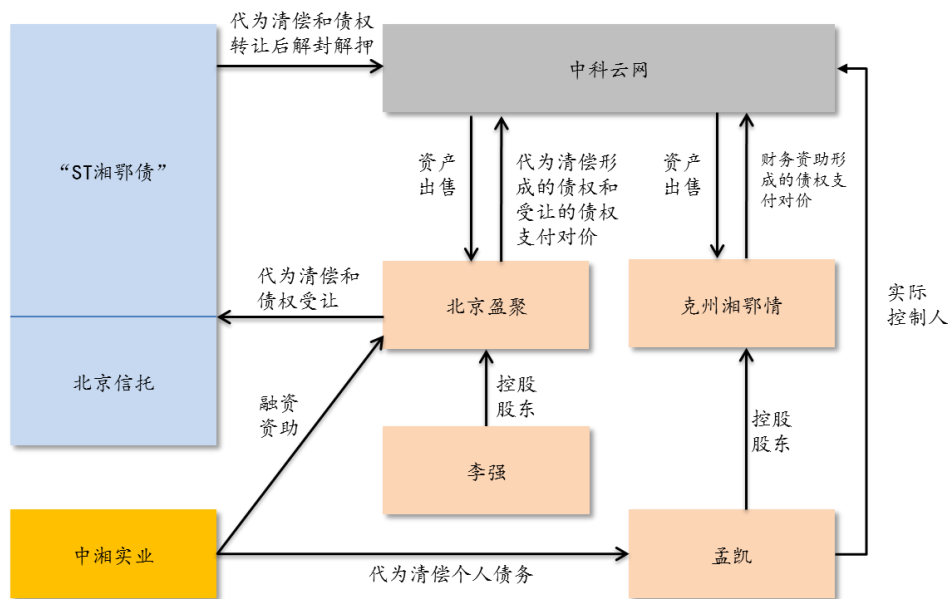 代为清偿和债权
转让后解封解押
中科云网
“ST湘鄂债”
资产
出售
代为清偿形
成的债权和
受让的债权
支付对价
资产
出售
财务资助形
成的债权支
付对价
代为清偿和
债权受让
北京盈聚
克州湘鄂情
实际
控制人
北京信托
融资
资助
控股
股东
控股
股东
李强
中湘实业
孟凯
代为清偿个人债务